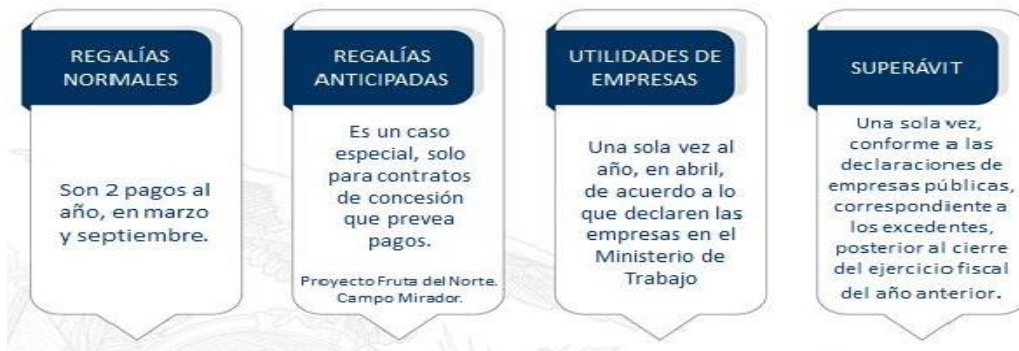 REGALÍAS
NORMALES
Son 2 pagos al
año, en marzo
y septiembre.
REGALÍAS
ANTICIPADAS
Es un caso
especial, solo
para contratos
de concesión
que prevea
pagos.
Proyecto Fruta del Norte.
Campo Mirador.
UTILIDADES DE
EMPRESAS
Una sola vez al
año, en abril,
de acuerdo a lo
que declaren las
empresas en el
Ministerio de
Trabajo
SUPERÁVIT
Una sola vez,
conforme a las
declaraciones de
empresas públicas,
correspondiente a
los excedentes,
posterior al cierre
del ejercicio fiscal
del año anterior.